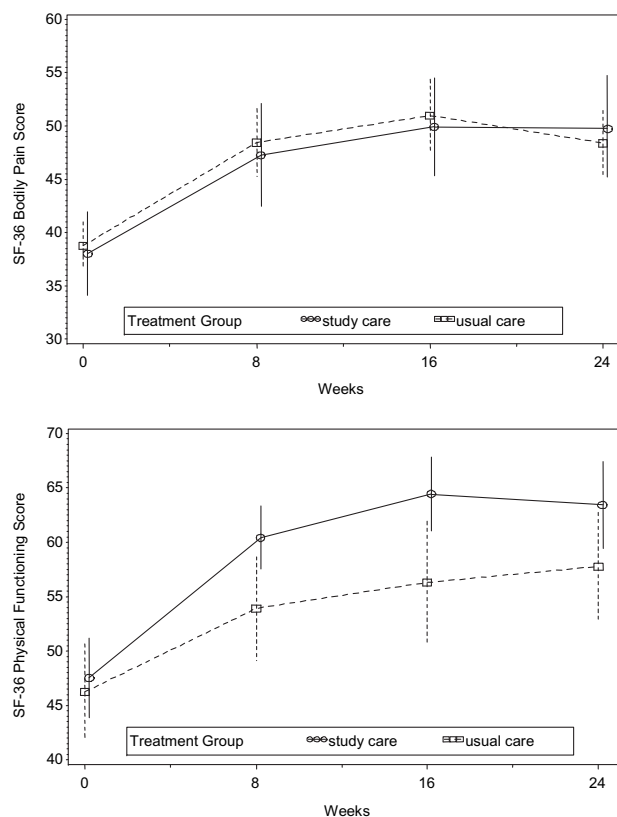 60
55
50
45
40
35
30
SF-36 Bodily Pain Score
Treatment Group study care usual care
0 8 16 24
Weeks
70
65
60
55
50
45
40
SF-36 Physical Functioning Score
Treatment Group study care usual care
0 8 16 24
Weeks